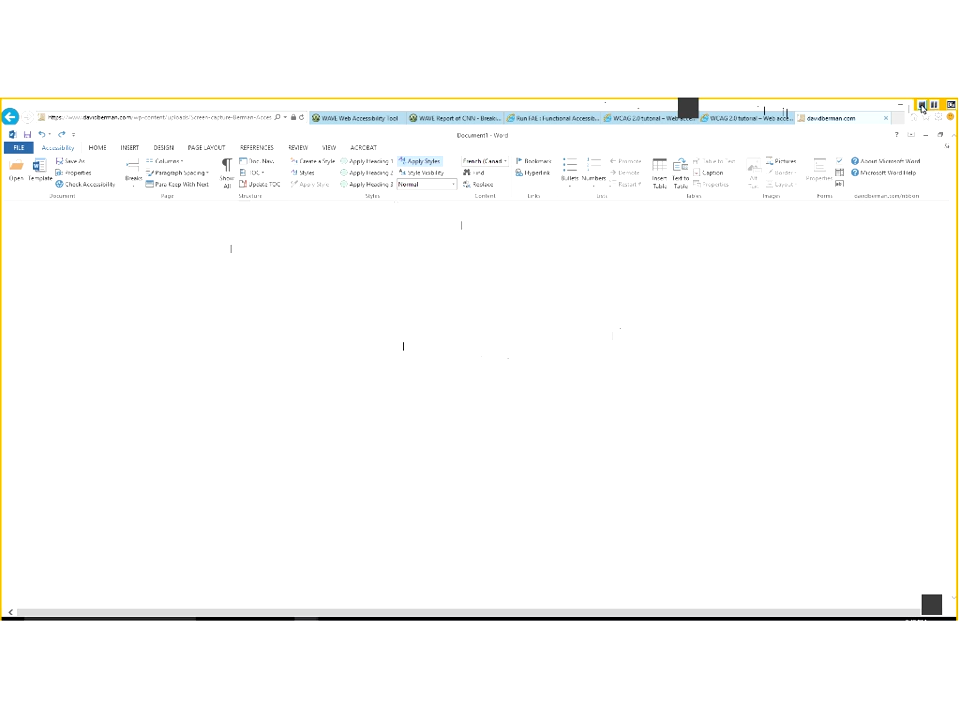 https://www.davidberman.com/wp-content/uploads/Screen-capture-Berman-Acces WAVE Web Accessibility Tool WAVE Report of CNN - Breaki... Run FAE : Functional Accessib... WCAG 2.0 tutorial – Web acce... WCAG 2.0 tutorial – Web acce... davidberman.com
Document1 - Word
FILE Accessibility HOME INSERT DESIGN PAGE LAYOUT REFERENCES REVIEW VIEW ACROBAT
Save As Columns Doc. Nav. Create a Style Apply Heading 1 Apply Styles French (Canad Bookmark Promote Table to Text Pictures About Microsoft Word
Open Template Properties Breaks Paragraph Spacing Show All TOC Styles Apply Heading 2 Style Visibility Find Hyperlink Bullets Numbers Demote Insert Table Text to Table Caption Alt Text Border Properties Microsoft Word Help
Check Accessibility Para Keep With Next Update TOC Apply Style Apply Heading 3 Normal Replace Restart Properties Layout
Document Page Structure Styles Content Links Lists Tables Images Forms davidberman.com/ribbon